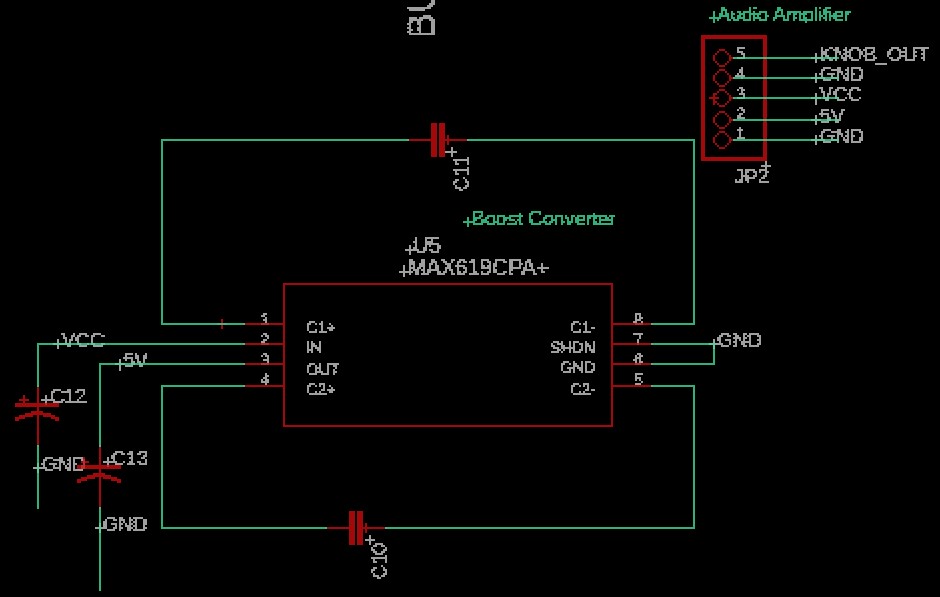 BU
Audio Amplifier
5 KNOB_OUT
4 GND
3 VCC
2 5V
1 GND
JP2
C11
Boost Converter
U5
MAX619CPA+
1 C1+ C1- 8
VCC 2 IN SHDN 7 GND
5V 3 OUT GND 6
4 C2+ C2- 5
C12
GND
C13
GND
C10